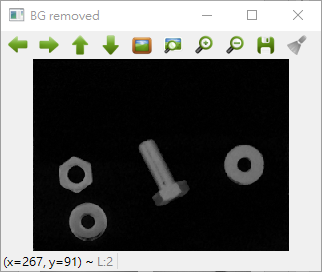 BG removed
(x=267, y=91) ~ L:2